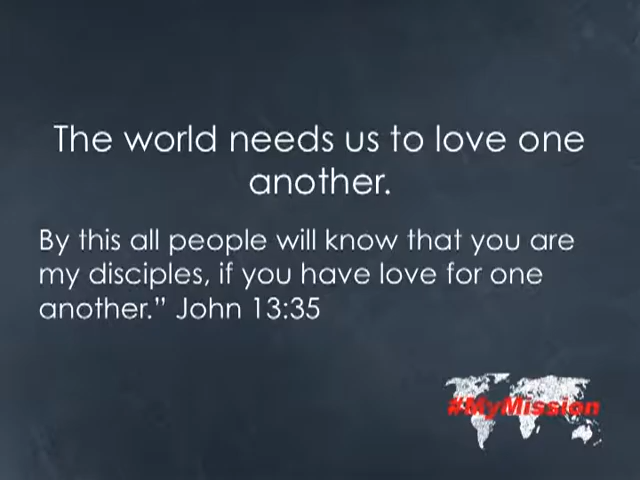 The world needs us to love one
another.
By this all people will know that you are
my disciples, if you have love for one
another.” John 13:35
#MyMission